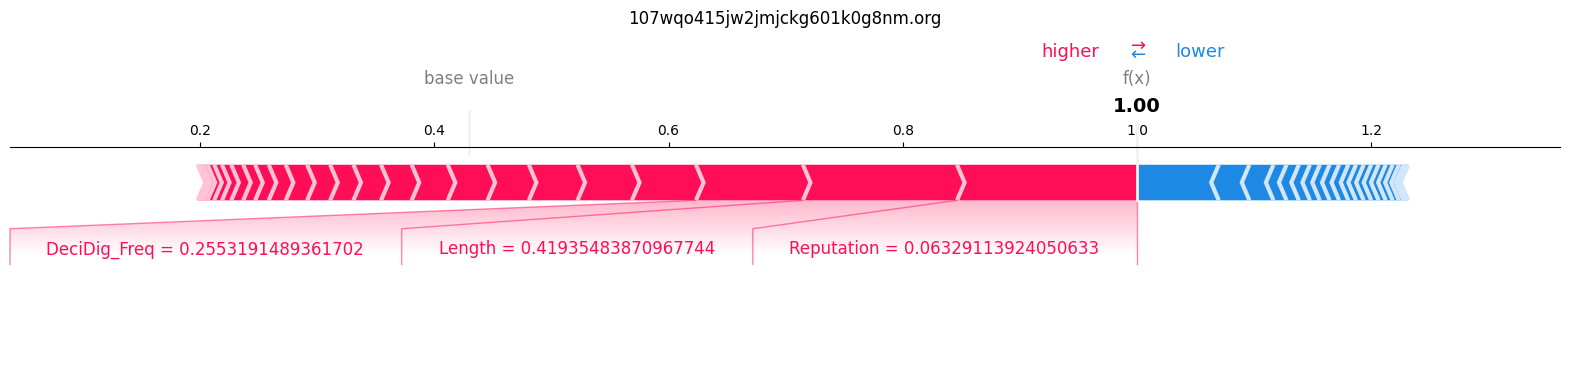 107wqo415jw2jmjckg601k0g8nm.org
higher ⇄ lower
base value f(x)
1.00
0.2 0.4 0.6 0.8 1.0 1.2
DeciDig_Freq = 0.2553191489361702 Length = 0.41935483870967744 Reputation = 0.06329113924050633